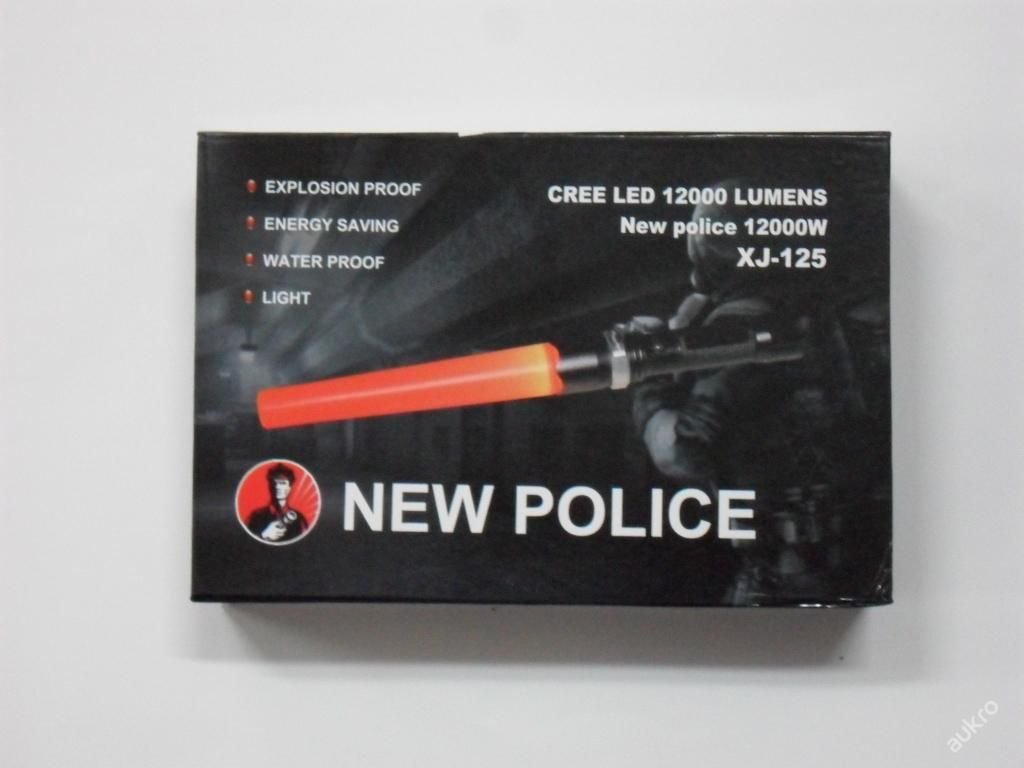 EXPLOSION PROOF
ENERGY SAVING
WATER PROOF
LIGHT
CREE LED 12000 LUMENS
New police 12000W
XJ-125
NEW POLICE
aukro